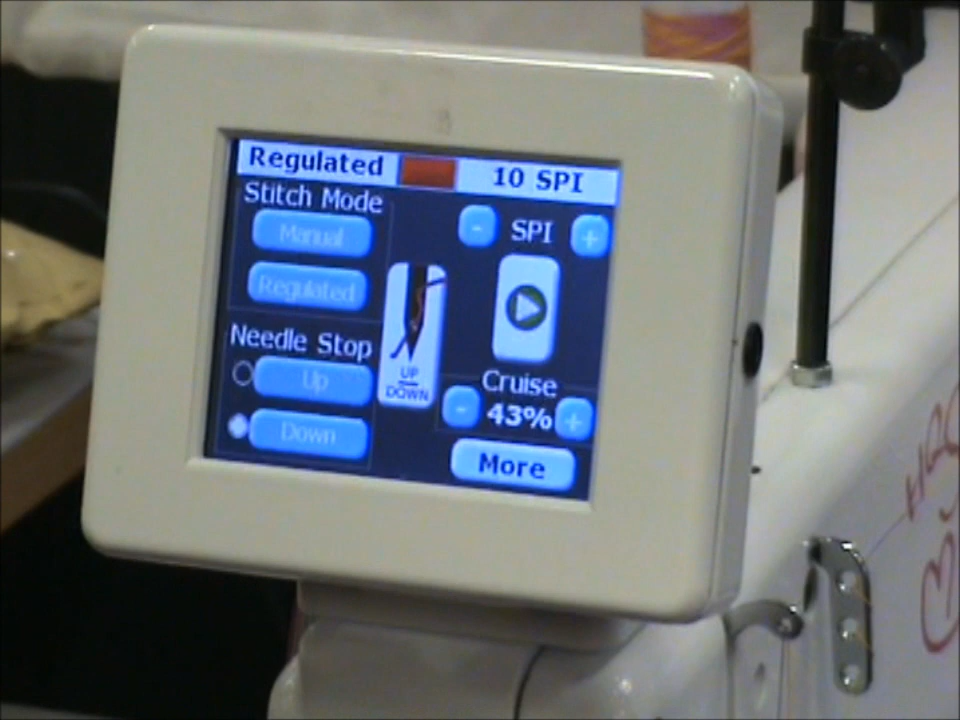 Regulated 10 SPI
Stitch Mode
Manual
Regulated
- SPI +
Needle Stop
Up
Down
UP
DOWN
Cruise
- 43% +
More